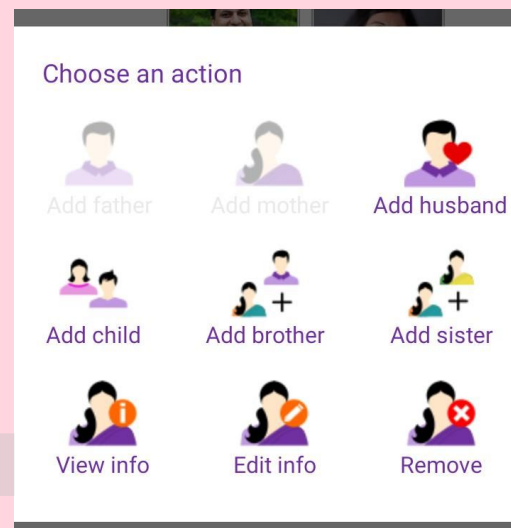 Choose an action
Add father
Add mother
Add husband
Add child
Add brother
Add sister
View info
Edit info
Remove